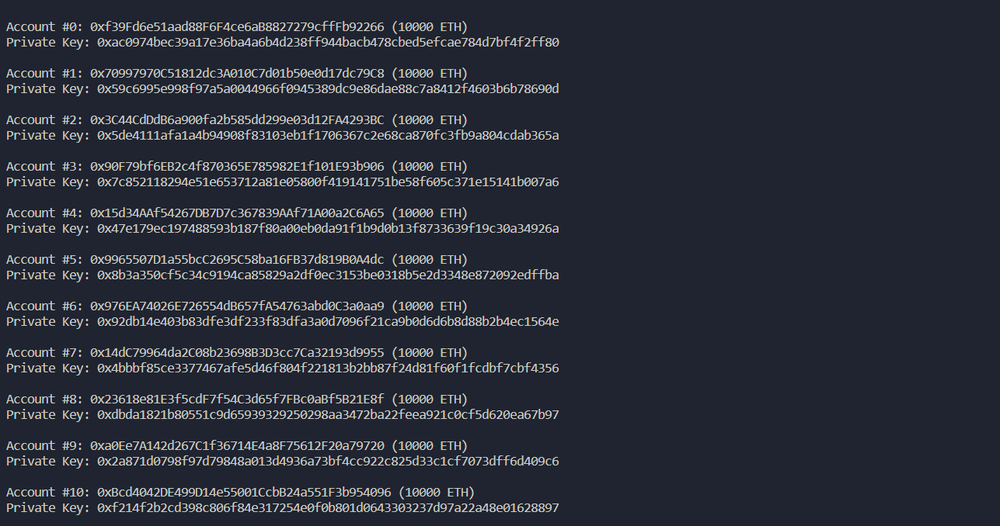 Account #0: 0xf39Fd6e51aad88F6F4ce6aB8827279cffFb92266 (10000 ETH)
Private Key: 0xac0974bec39a17e36ba4a6b4d238ff944bacb478cbed5efcae784d7bf4f2ff80
Account #1: 0x70997970C51812dc3A010C7d01b50e0d17dc79C8 (10000 ETH)
Private Key: 0x59c6995e998f97a5a0044966f0945389dc9e86dae88c7a8412f4603b6b78690d
Account #2: 0x3C44CdDdB6a900fa2b585dd299e03d12FA4293BC (10000 ETH)
Private Key: 0x5de4111afa1a4b94908f83103eb1f1706367c2e68ca870fc3fb9a804cdab365a
Account #3: 0x90F79bf6EB2c4f870365E785982E1f101E93b906 (10000 ETH)
Private Key: 0x7c852118294e51e653712a81e05800f419141751be58f605c371e15141b007a6
Account #4: 0x15d34AAf54267DB7D7c367839AAf71A00a2C6A65 (10000 ETH)
Private Key: 0x47e179ec197488593b187f80a00eb0da91f1b9d0b13f8733639f19c30a34926a
Account #5: 0x9965507D1a55bcC2695C58ba16FB37d819B0A4dc (10000 ETH)
Private Key: 0x8b3a350cf5c34c9194ca85829a2df0ec3153be0318b5e2d3348e872092edffba
Account #6: 0x976EA74026E726554dB657fA54763abd0C3a0aa9 (10000 ETH)
Private Key: 0x92db14e403b83dfe3df233f83dfa3a0d7096f21ca9b0d6d6b8d88b2b4ec1564e
Account #7: 0x14dC79964da2C08b23698B3D3cc7Ca32193d9955 (10000 ETH)
Private Key: 0x4bbbf85ce3377467afe5d46f804f221813b2bb87f24d81f60f1fcdbf7cbf4356
Account #8: 0x23618e81E3f5cdF7f54C3d65f7FBc0aBf5B21E8f (10000 ETH)
Private Key: 0xdbda1821b80551c9d65939329250298aa3472ba22feea921c0cf5d620ea67b97
Account #9: 0xa0Ee7A142d267C1f36714E4a8F75612F20a79720 (10000 ETH)
Private Key: 0x2a871d0798f97d79848a013d4936a73bf4cc922c825d33c1cf7073dff6d409c6
Account #10: 0xBcd4042DE499D14e55001CcbB24a551F3b954096 (10000 ETH)
Private Key: 0xf214f2b2cd398c806f84e317254e0f0b801d0643303237d97a22a48e01628897